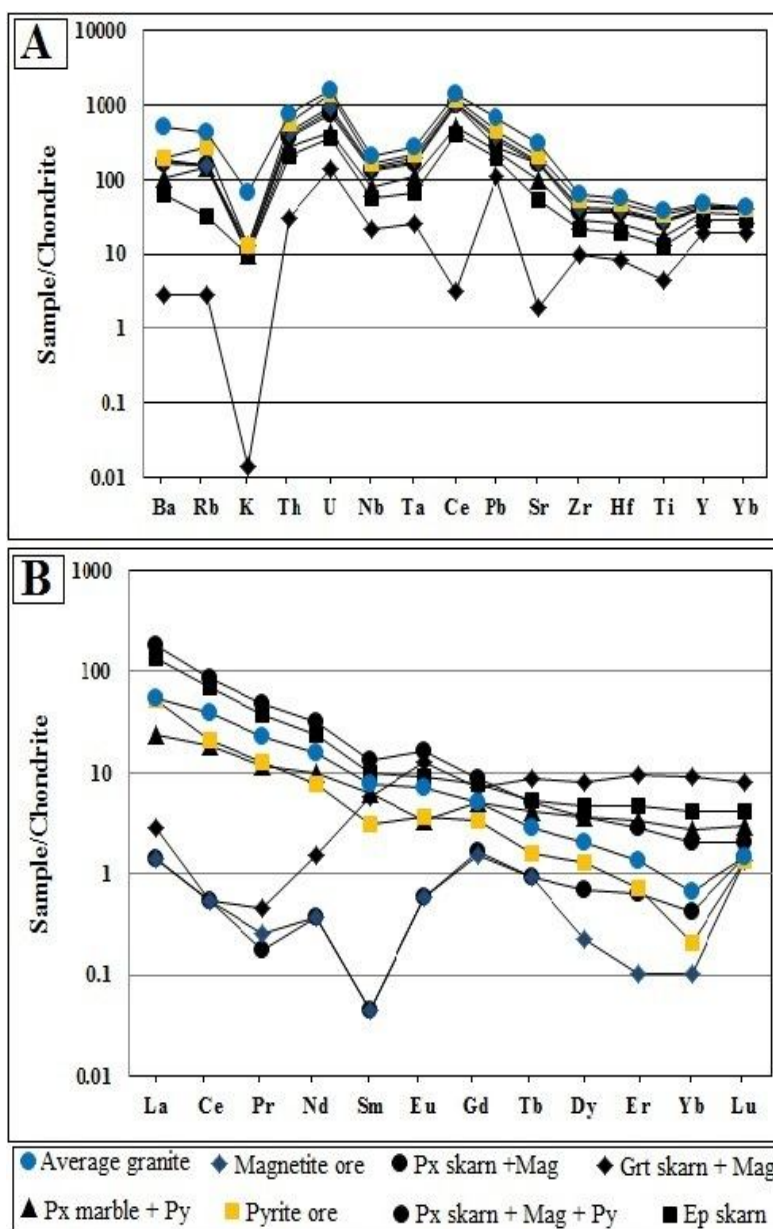 A
10000
1000
100
10
1
0.1
0.01
Sample/Chondrite
Ba Rb K Th U Nb Ta Ce Pb Sr Zr Hf Ti Y Yb
B
1000
100
10
1
0.1
0.01
Sample/Chondrite
La Ce Pr Nd Sm Eu Gd Tb Dy Er Yb Lu
Average granite Magnetite ore Px skarn +Mag Grt skarn + Mag
Px marble + Py Pyrite ore Px skarn + Mag + Py Ep skarn